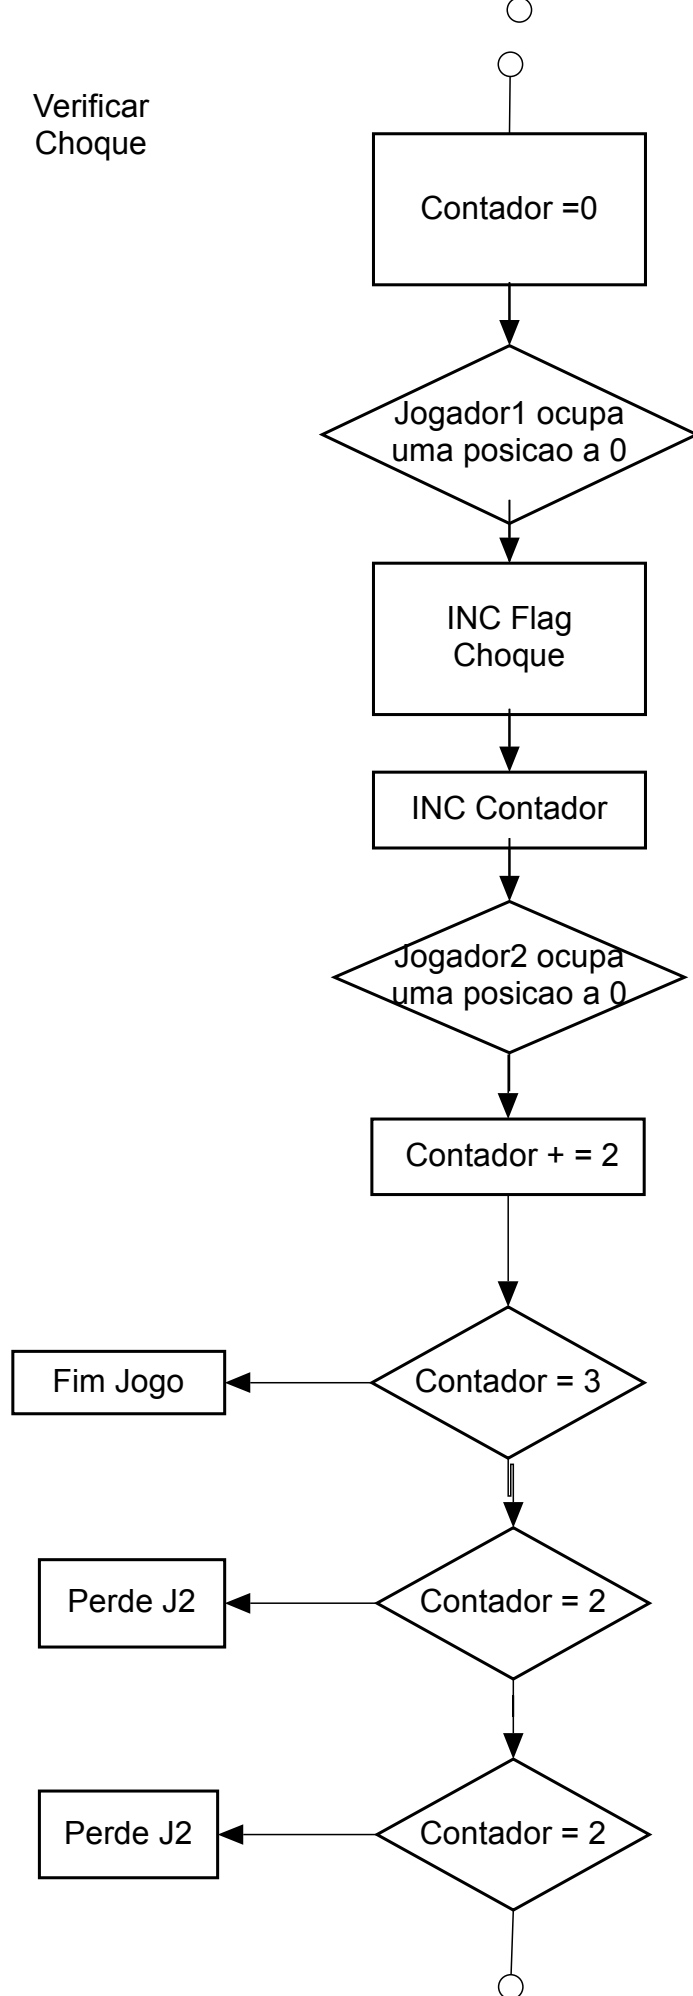 Verificar
Choque
Contador =0
Jogador1 ocupa
uma posicao a 0
INC Flag
Choque
INC Contador
Jogador2 ocupa
uma posicao a 0
Contador + = 2
Contador = 3
Fim Jogo
Contador = 2
Perde J2
Contador = 2
Perde J2